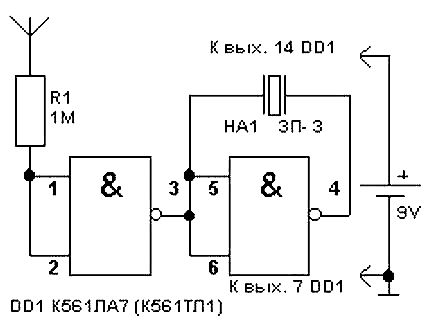 К вых. 14 DD1
R1
1M
НА1 ЗП- 3
&
&
1
3
5
4
+
9V
2
6
К вых. 7 DD1
DD1 К561ЛА7 (К561ТЛ1)